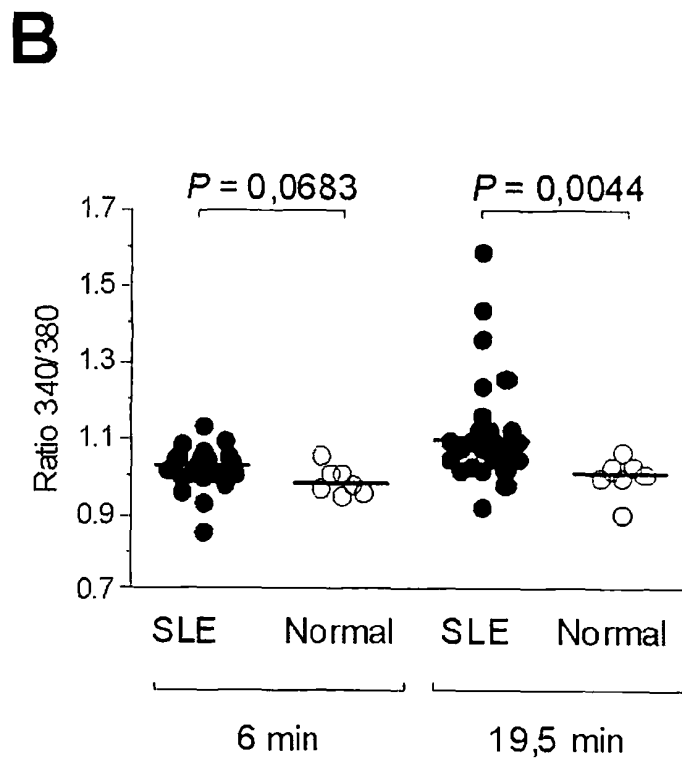 B
P = 0,0683
P = 0,0044
1.7
1.5
1.3
1.1
0.9
0.7
Ratio 340/380
SLE Normal SLE Normal
6 min 19,5 min